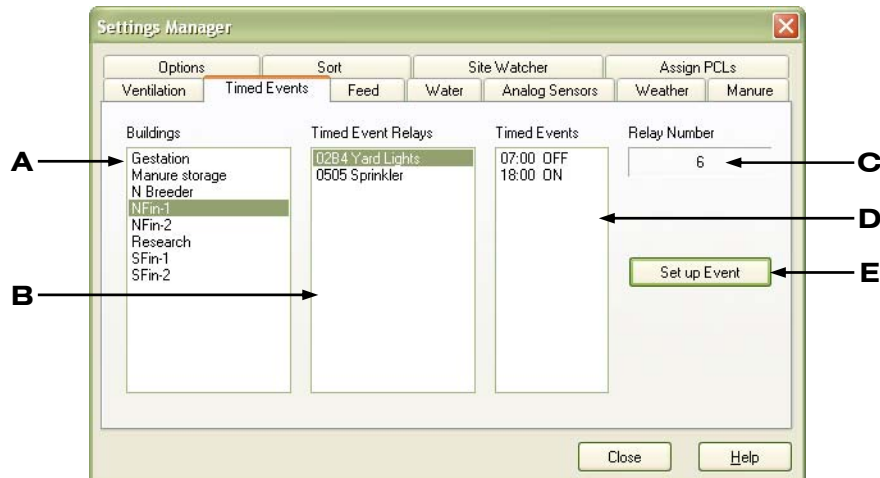 Settings Manager
Options Sort Site Watcher Assign PCLs
Ventilation Timed Events Feed Water Analog Sensors Weather Manure
Buildings Timed Event Relays Timed Events Relay Number
A
Gestation
Manure storage
N Breeder
NFin-1
NFin-2
Research
SFin-1
SFin-2
B
02B4 Yard Lights
0505 Sprinkler
07:00 OFF
18:00 ON
6
C
D
Set up Event
E
Close Help